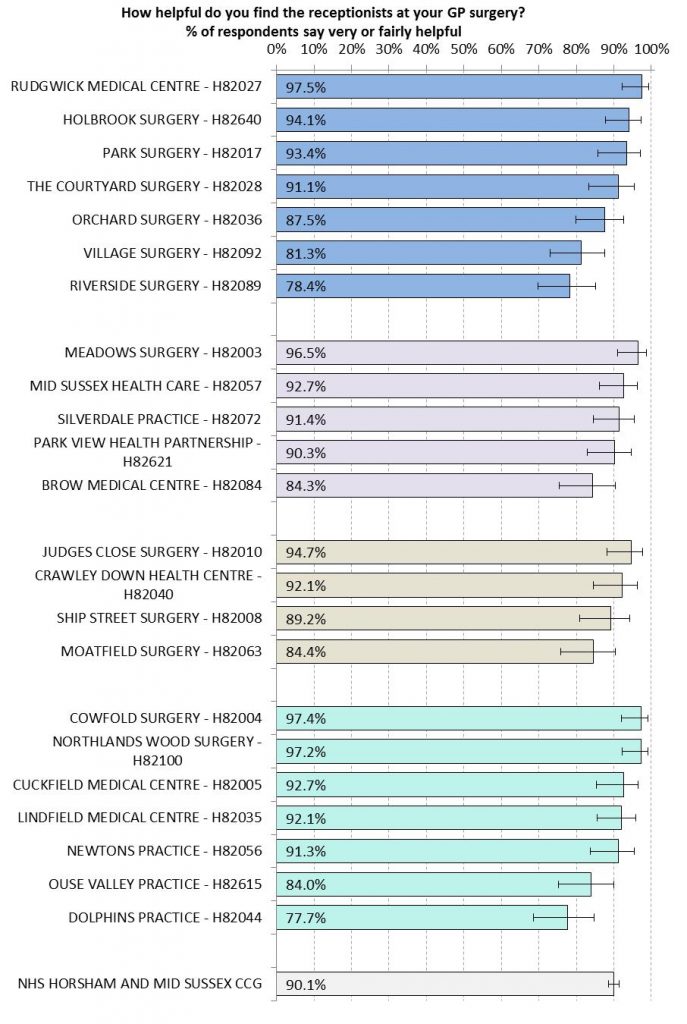 How helpful do you find the receptionists at your GP surgery?
% of respondents say very or fairly helpful
0% 10% 20% 30% 40% 50% 60% 70% 80% 90% 100%
RUDGWICK MEDICAL CENTRE - H82027 97.5%
HOLBROOK SURGERY - H82640 94.1%
PARK SURGERY - H82017 93.4%
THE COURTYARD SURGERY - H82028 91.1%
ORCHARD SURGERY - H82036 87.5%
VILLAGE SURGERY - H82092 81.3%
RIVERSIDE SURGERY - H82089 78.4%
MEADOWS SURGERY - H82003 96.5%
MID SUSSEX HEALTH CARE - H82057 92.7%
SILVERDALE PRACTICE - H82072 91.4%
PARK VIEW HEALTH PARTNERSHIP -
H82621 90.3%
BROW MEDICAL CENTRE - H82084 84.3%
JUDGES CLOSE SURGERY - H82010 94.7%
CRAWLEY DOWN HEALTH CENTRE -
H82040 92.1%
SHIP STREET SURGERY - H82008 89.2%
MOATFIELD SURGERY - H82063 84.4%
COWFOLD SURGERY - H82004 97.4%
NORTHLANDS WOOD SURGERY -
H82100 97.2%
CUCKFIELD MEDICAL CENTRE - H82005 92.7%
LINDFIELD MEDICAL CENTRE - H82035 92.1%
NEWTONS PRACTICE - H82056 91.3%
OUSE VALLEY PRACTICE - H82615 84.0%
DOLPHINS PRACTICE - H82044 77.7%
NHS HORSHAM AND MID SUSSEX CCG 90.1%